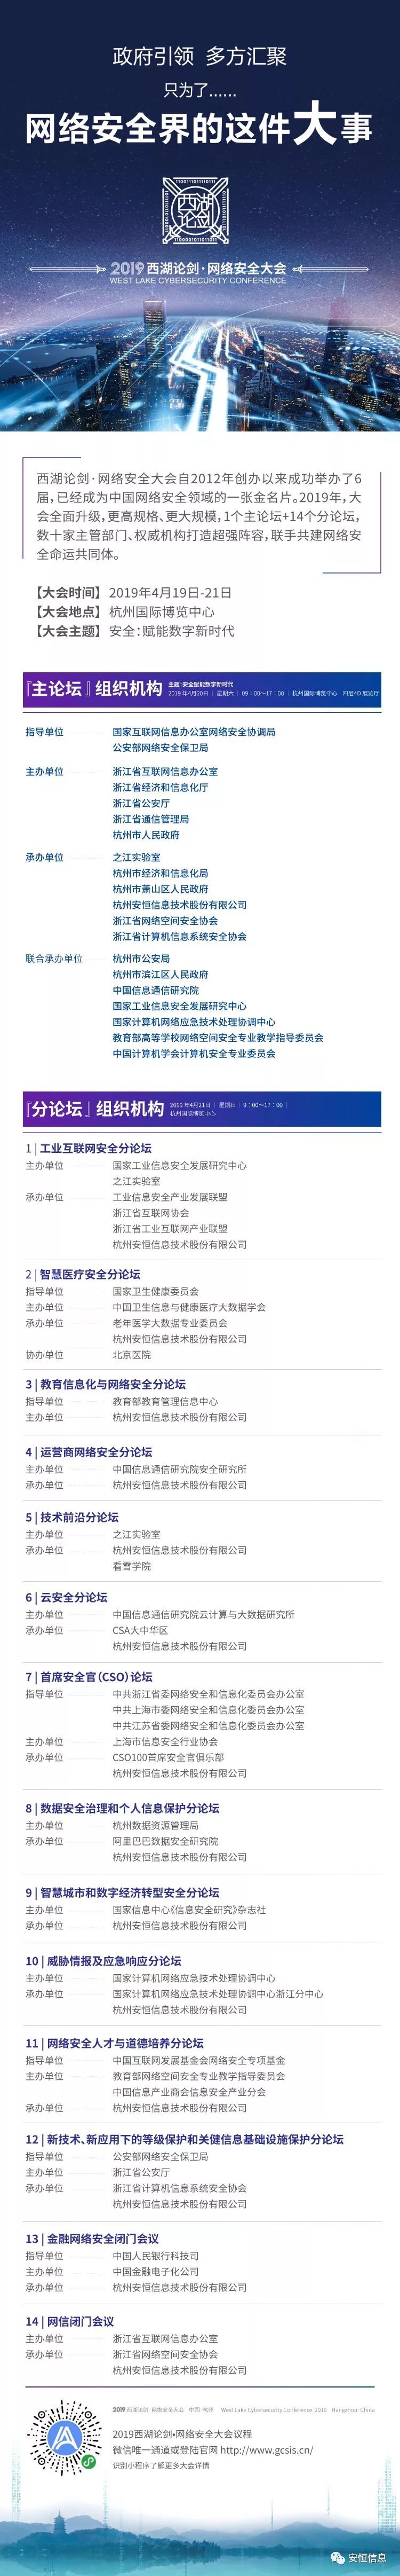 政府引领 多方汇聚
只为了......
网络安全界的这件大事
西湖论剑
2019西湖论剑·网络安全大会
WEST LAKE CYBERSECURITY CONFERENCE
西湖论剑·网络安全大会自2012年创办以来成功举办了6
届,已经成为中国网络安全领域的一张金名片。2019年,大
会全面升级,更高规格、更大规模,1个主论坛+14个分论坛,
数十家主管部门、权威机构打造超强阵容,联手共建网络安
全命运共同体。
【大会时间】 2019年4月19日-21日
【大会地点】 杭州国际博览中心
【大会主题】 安全:赋能数字新时代
『主论坛』组织机构
主题:安全赋能数字新时代
2019 年4月20日 | 星期六 | 09:00~17:00 | 杭州国际博览中心 四层4D 展览厅
指导单位 国家互联网信息办公室网络安全协调局
公安部网络安全保卫局
主办单位 浙江省互联网信息办公室
浙江省经济和信息化厅
浙江省公安厅
浙江省通信管理局
杭州市人民政府
承办单位 之江实验室
杭州市经济和信息化局
杭州市萧山区人民政府
杭州安恒信息技术股份有限公司
浙江省网络空间安全协会
浙江省计算机信息系统安全协会
联合承办单位 杭州市公安局
杭州市滨江区人民政府
中国信息通信研究院
国家工业信息安全发展研究中心
国家计算机网络应急技术处理协调中心
教育部高等学校网络空间安全专业教学指导委员会
中国计算机学会计算机安全专业委员会
『分论坛』组织机构
2019 年4月21日 | 星期日 | 9:00~17:00 |
杭州国际博览中心
1 | 工业互联网安全分论坛
主办单位 国家工业信息安全发展研究中心
之江实验室
承办单位 工业信息安全产业发展联盟
浙江省互联网协会
浙江省工业互联网产业联盟
杭州安恒信息技术股份有限公司
2 | 智慧医疗安全分论坛
指导单位 国家卫生健康委员会
主办单位 中国卫生信息与健康医疗大数据学会
承办单位 老年医学大数据专业委员会
杭州安恒信息技术股份有限公司
协办单位 北京医院
3 | 教育信息化与网络安全分论坛
指导单位 教育部教育管理信息中心
主办单位 杭州安恒信息技术股份有限公司
4 | 运营商网络安全分论坛
主办单位 中国信息通信研究院安全研究所
承办单位 杭州安恒信息技术股份有限公司
5 | 技术前沿分论坛
主办单位 之江实验室
承办单位 杭州安恒信息技术股份有限公司
看雪学院
6 | 云安全分论坛
主办单位 中国信息通信研究院云计算与大数据研究所
承办单位 CSA大中华区
杭州安恒信息技术股份有限公司
7 | 首席安全官(CSO)论坛
指导单位 中共浙江省委网络安全和信息化委员会办公室
中共上海市委网络安全和信息化委员会办公室
中共江苏省委网络安全和信息化委员会办公室
主办单位 上海市信息安全行业协会
承办单位 CSO100首席安全官俱乐部
杭州安恒信息技术股份有限公司
8 | 数据安全治理和个人信息保护分论坛
主办单位 杭州数据资源管理局
承办单位 阿里巴巴数据安全研究院
杭州安恒信息技术股份有限公司
9 | 智慧城市和数字经济转型安全分论坛
主办单位 国家信息中心《信息安全研究》杂志社
承办单位 杭州安恒信息技术股份有限公司
10 | 威胁情报及应急响应分论坛
主办单位 国家计算机网络应急技术处理协调中心
承办单位 国家计算机网络应急技术处理协调中心浙江分中心
杭州安恒信息技术股份有限公司
11 | 网络安全人才与道德培养分论坛
指导单位 中国互联网发展基金会网络安全专项基金
主办单位 教育部网络空间安全专业教学指导委员会
中国信息产业商会信息安全产业分会
承办单位 杭州安恒信息技术股份有限公司
12 | 新技术、新应用下的等级保护和关健信息基础设施保护分论坛
指导单位 公安部网络安全保卫局
主办单位 浙江省公安厅
承办单位 浙江省计算机信息系统安全协会
杭州安恒信息技术股份有限公司
13 | 金融网络安全闭门会议
指导单位 中国人民银行科技司
主办单位 中国金融电子化公司
承办单位 杭州安恒信息技术股份有限公司
14 | 网信闭门会议
主办单位 浙江省互联网信息办公室
承办单位 浙江省网络空间安全协会
杭州安恒信息技术股份有限公司
2019 西湖论剑·网络安全大会 中国·杭州 West Lake Cybersecurity Conference 2019 Hangzhou·China
2019西湖论剑•网络安全大会议程
微信唯一通道或登陆官网 http://www.gcsis.cn/
识别小程序了解更多大会详情
安恒信息